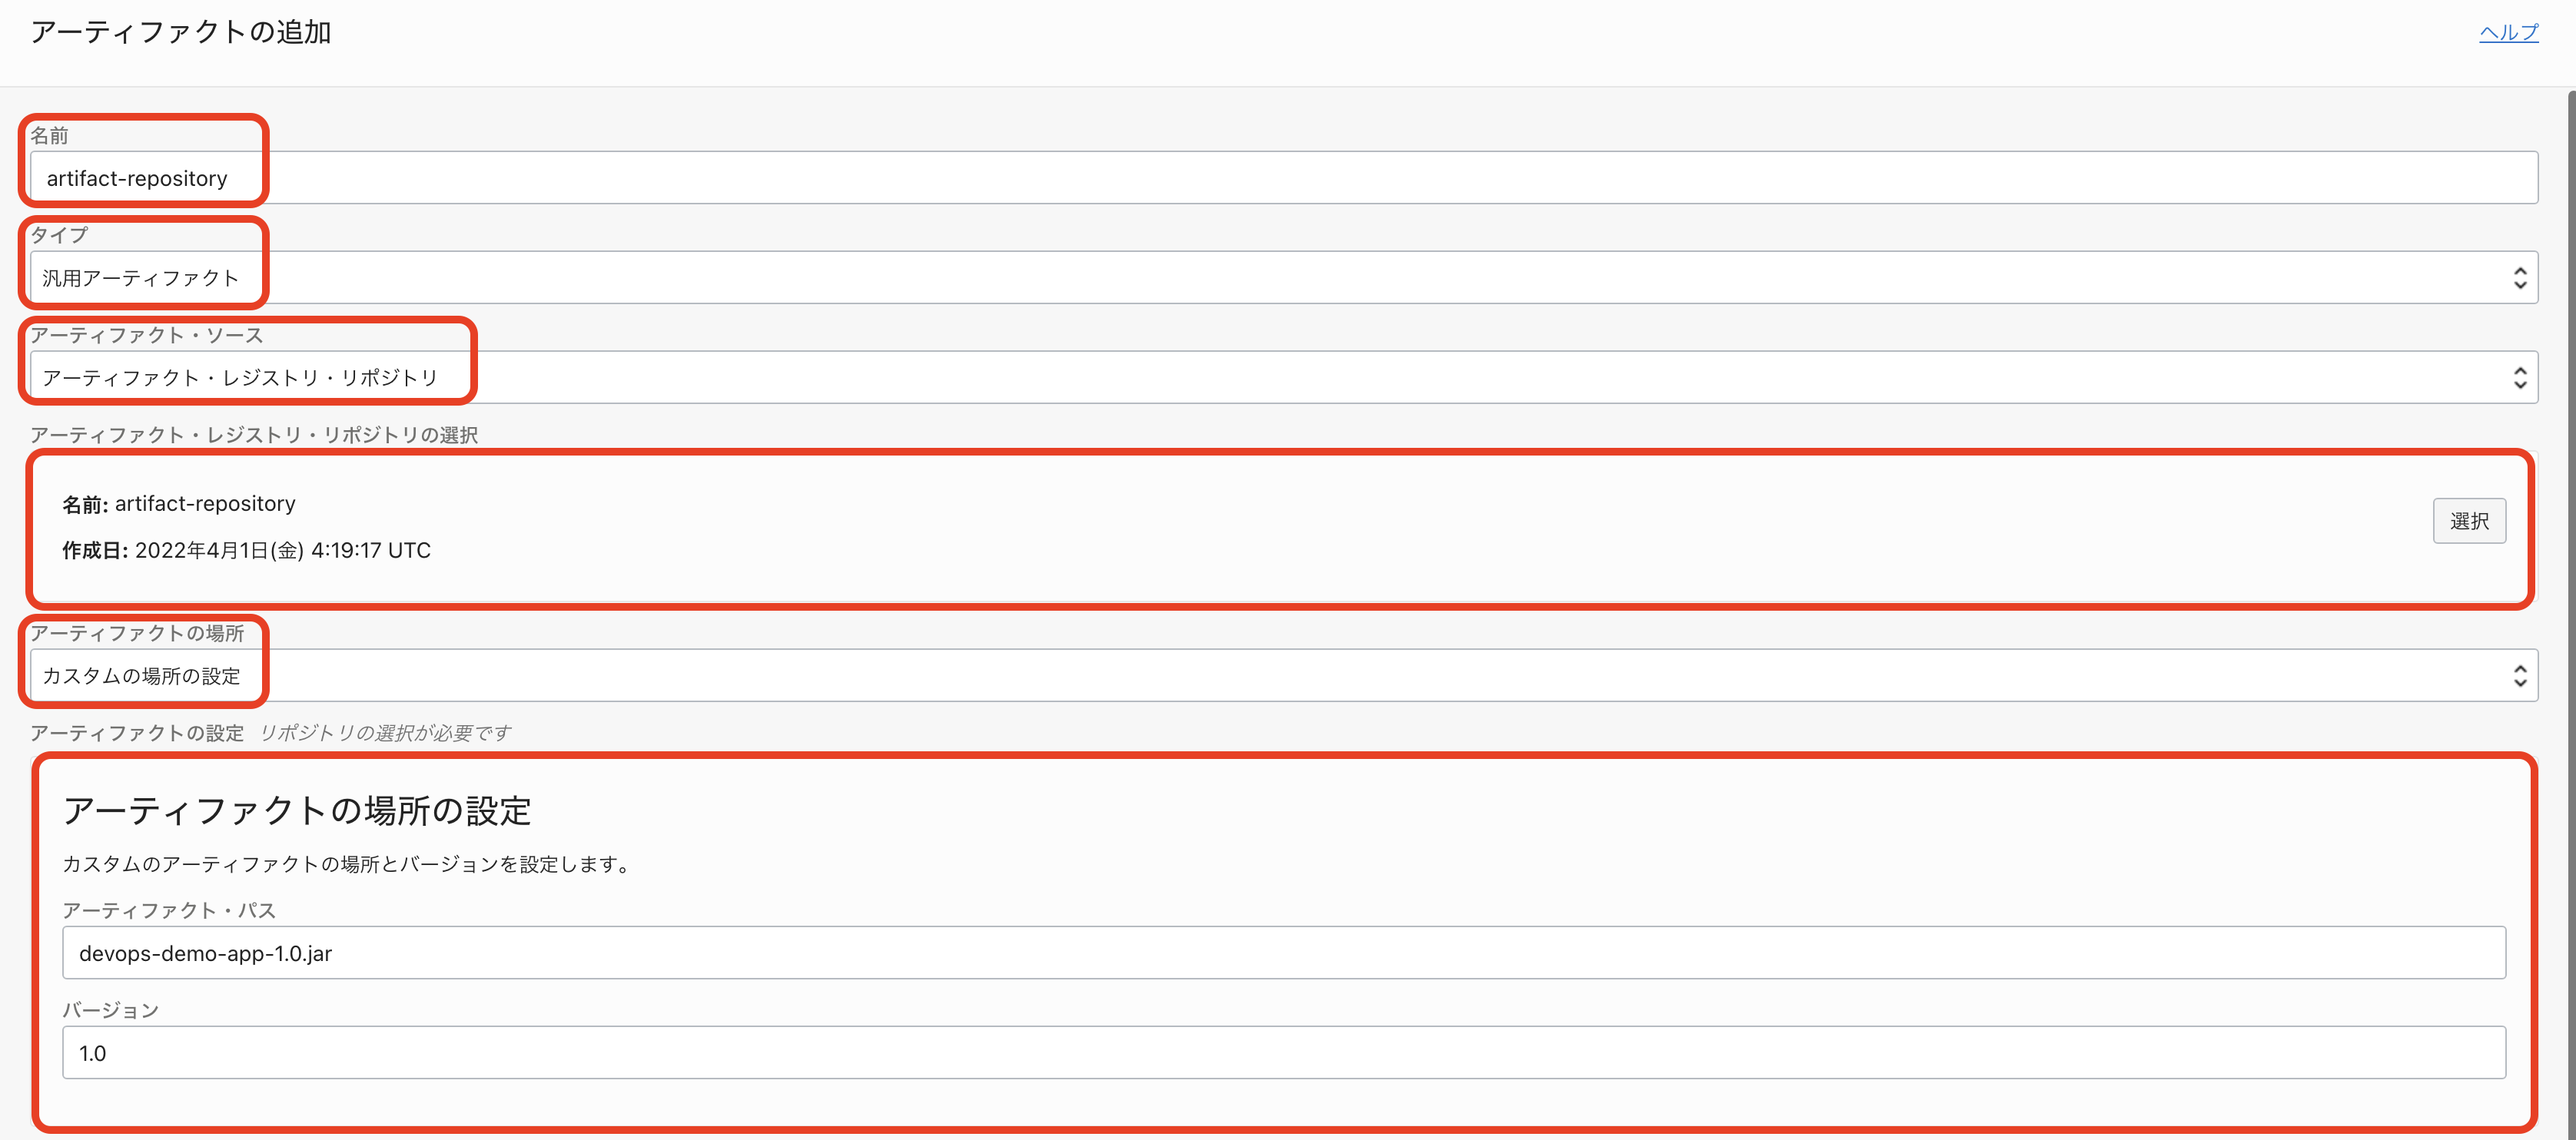 アーティファクトの追加
ヘルプ
名前
artifact-repository
タイプ
汎用アーティファクト
アーティファクト・ソース
アーティファクト・レジストリ・リポジトリ
アーティファクト・レジストリ・リポジトリの選択
名前: artifact-repository
作成日: 2022年4月1日(金) 4:19:17 UTC
選択
アーティファクトの場所
カスタムの場所の設定
アーティファクトの設定 リポジトリの選択が必要です
アーティファクトの場所の設定
カスタムのアーティファクトの場所とバージョンを設定します。
アーティファクト・パス
devops-demo-app-1.0.jar
バージョン
1.0